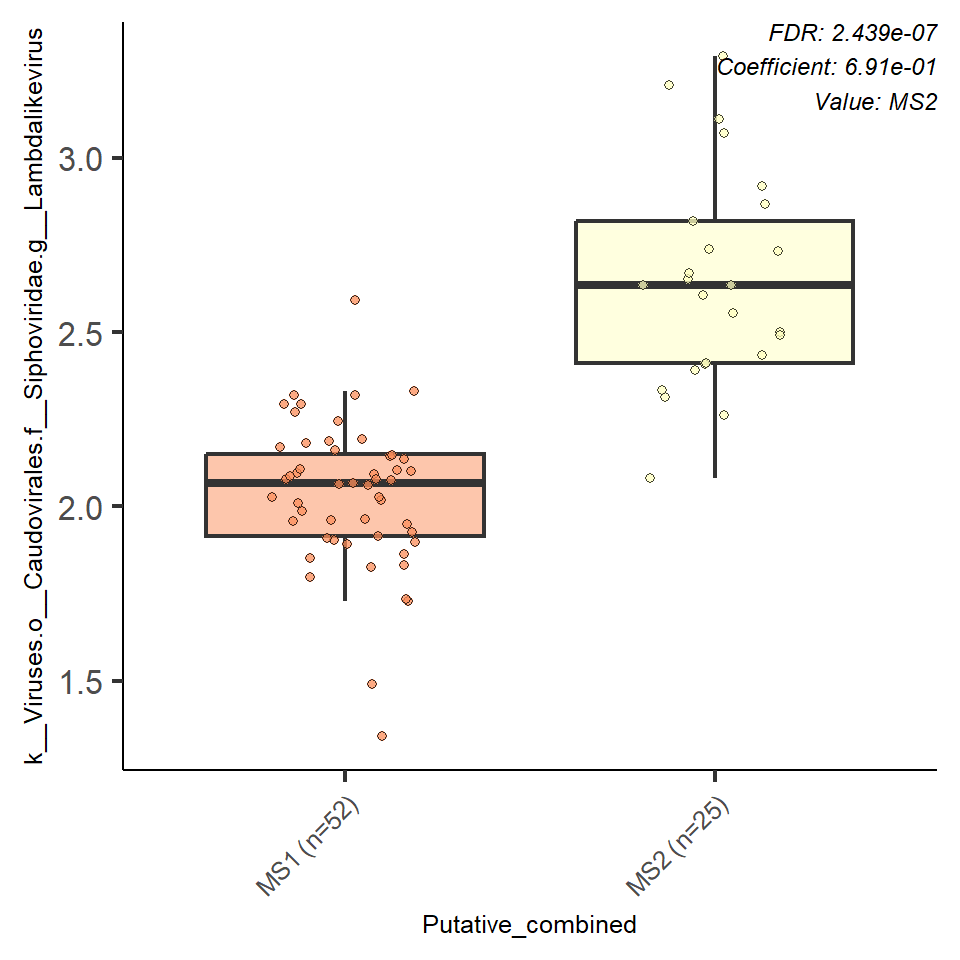 FDR: 2.439e-07
Coefficient: 6.91e-01
Value: MS2
k__Viruses.o__Caudovirales.f__Siphoviridae.g__Lambdalikevirus
3.0
2.5
2.0
1.5
MS1 (n=52)
MS2 (n=25)
Putative_combined